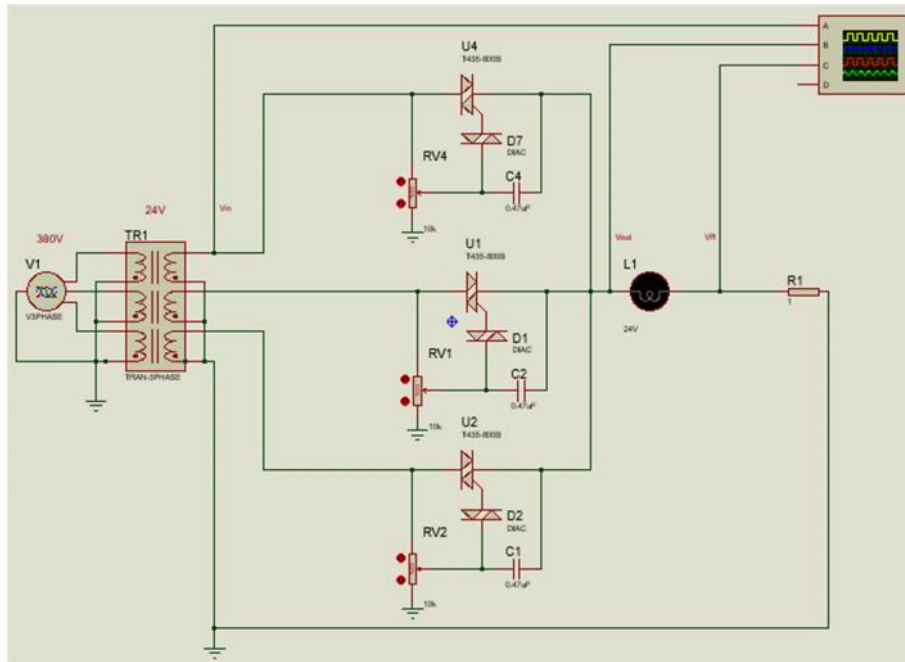 A
B
C
D
U4
T435-800B
D7
DIAC
RV4
C4
0.47uF
10k
Vin
24V
380V
TR1
V1
V3PHASE
TRAN-3PHASE
U1
T435-800B
D1
DIAC
RV1
C2
0.47uF
10k
Vout
VR
L1
24V
R1
1
U2
T435-800B
D2
DIAC
RV2
C1
0.47uF
10k